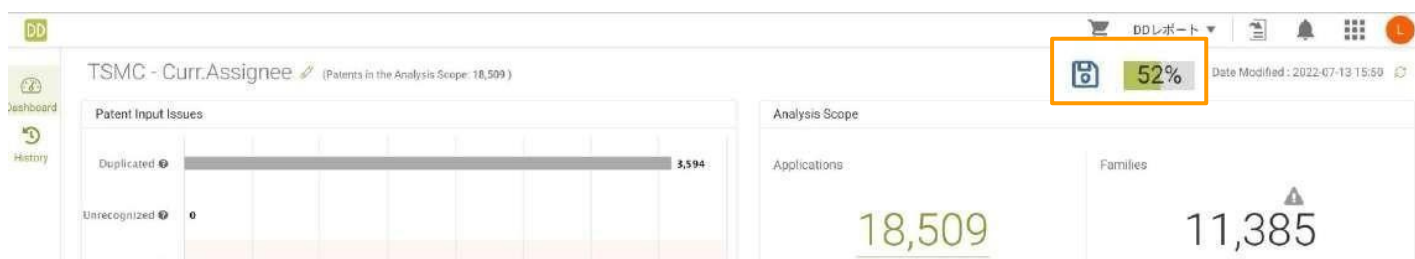 DD
DDレポート ▼
L
TSMC - Curr.Assignee (Patents in the Analysis Scope: 18,509 )
52%
Date Modified : 2022-07-13 15:50
Dashboard
History
Patent Input Issues
Duplicated
3,594
Unrecognized
0
Analysis Scope
Applications
18,509
Families
11,385